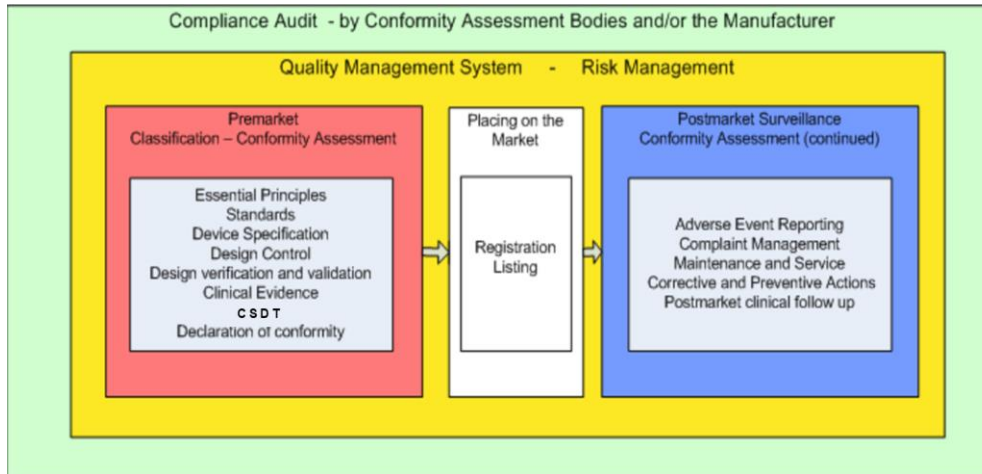 Compliance Audit - by Conformity Assessment Bodies and/or the Manufacturer
Quality Management System - Risk Management
Premarket
Classification – Conformity Assessment
Essential Principles
Standards
Device Specification
Design Control
Design verification and validation
Clinical Evidence
CSDT
Declaration of conformity
Placing on the
Market
Registration
Listing
Postmarket Surveillance
Conformity Assessment (continued)
Adverse Event Reporting
Complaint Management
Maintenance and Service
Corrective and Preventive Actions
Postmarket clinical follow up